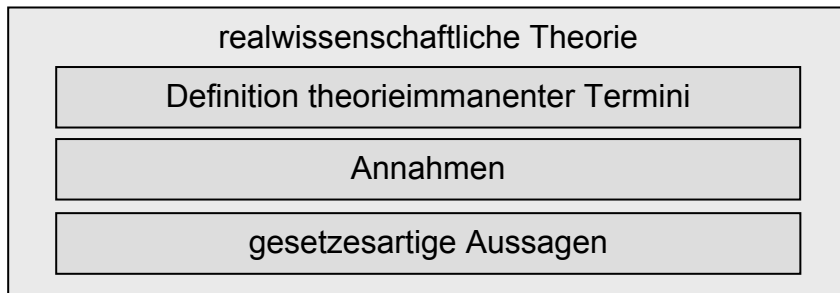 realwissenschaftliche Theorie
Definition theorieimmanenter Termini
Annahmen
gesetzesartige Aussagen